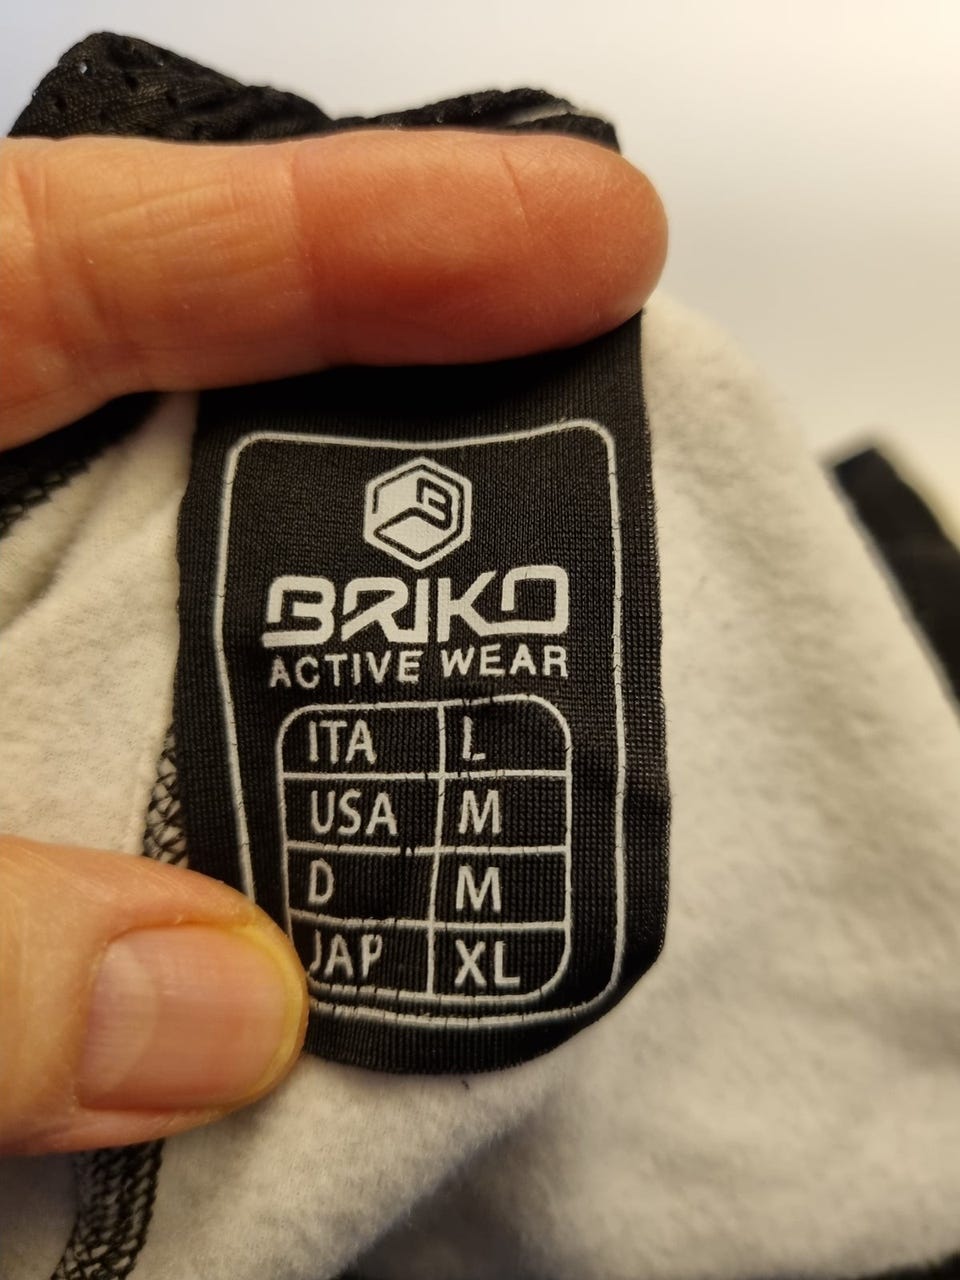 BRIKO
ACTIVE WEAR
ITA L
USA M
D M
JAP XL